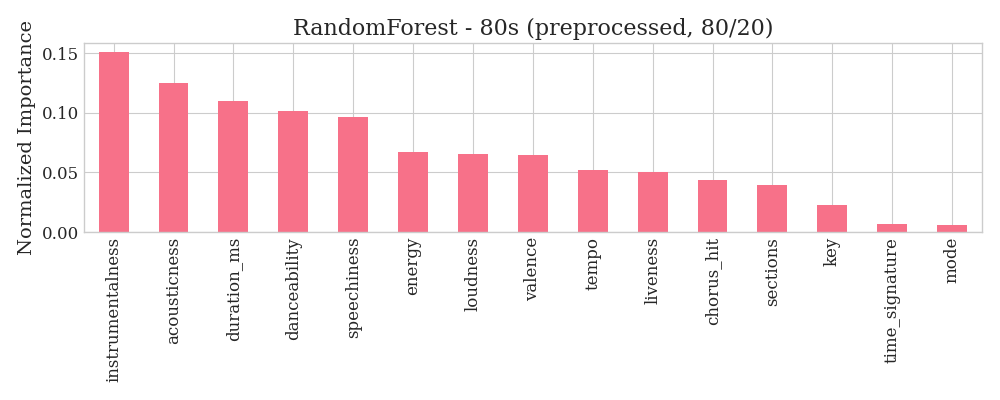 RandomForest - 80s (preprocessed, 80/20)
Normalized Importance
0.15
0.10
0.05
0.00
instrumentalness
acousticness
duration_ms
danceability
speechiness
energy
loudness
valence
tempo
liveness
chorus_hit
sections
key
time_signature
mode